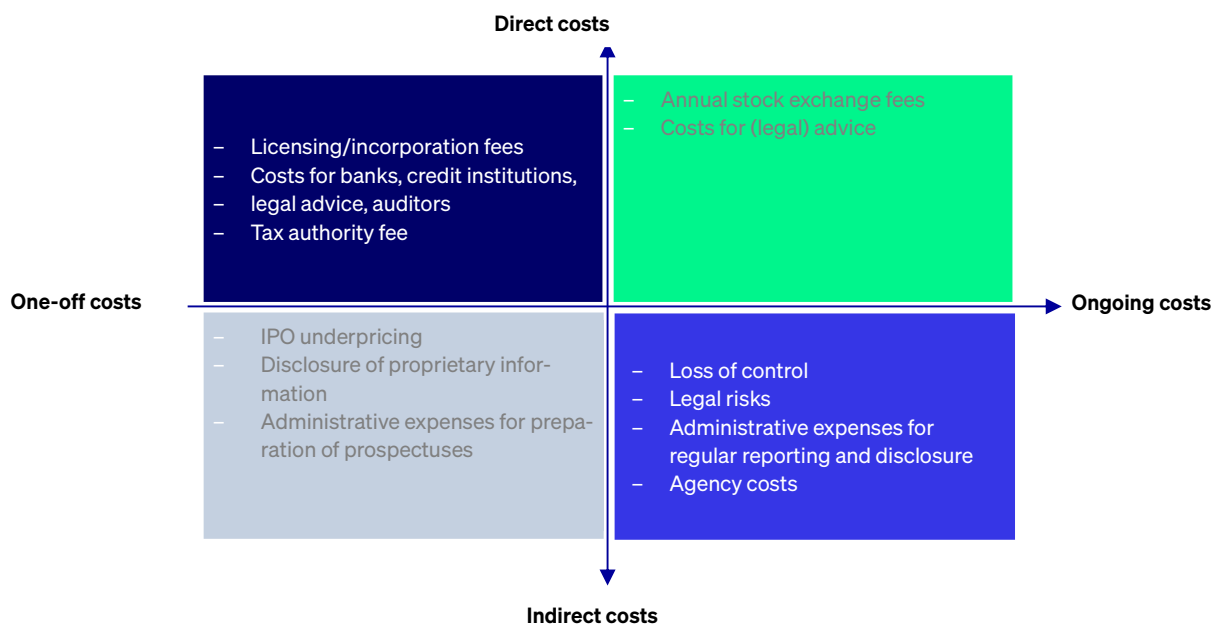 Direct costs
– Licensing/incorporation fees
– Costs for banks, credit institutions,
– legal advice, auditors
– Tax authority fee
– Annual stock exchange fees
– Costs for (legal) advice
One-off costs
Ongoing costs
– IPO underpricing
– Disclosure of proprietary infor-
mation
– Administrative expenses for prepa-
ration of prospectuses
– Loss of control
– Legal risks
– Administrative expenses for
regular reporting and disclosure
– Agency costs
Indirect costs